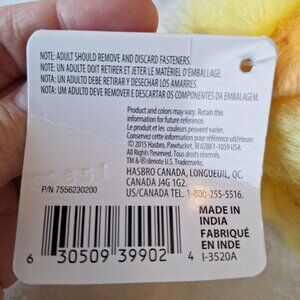 NOTE: ADULT SHOULD REMOVE AND DISCARD FASTENERS.
NOTE: UN ADULTE DOIT RETIRER ET JETER LE MATÉRIEL D'EMBALLAGE.
NOTA: UN ADULTO DEBE RETIRAR Y DESECHAR LOS AMARRES.
NOTA: UM ADULTO DEVE REMOVER E DESCARTAR OS COMPONENTES DA EMBALAGEM.
Product and colors may vary. Retain this
information for future reference.
Le produit et les couleurs peuvent varier.
Conservez cette information pour référence ultérieure.
© 2015 Hasbro, Pawtucket, RI 02861-1059 USA.
All Rights Reserved. Tous droits réservés.
TM & ® denote U.S. Trademarks.
HASBRO CANADA, LONGUEUIL, QC,
CANADA J4G 1G2.
US/CANADA TEL. 1-800-255-5516.
P/N 7556230200
MADE IN
INDIA
FABRIQUÉ
EN INDE
I-3520A
6 30509 39902 4